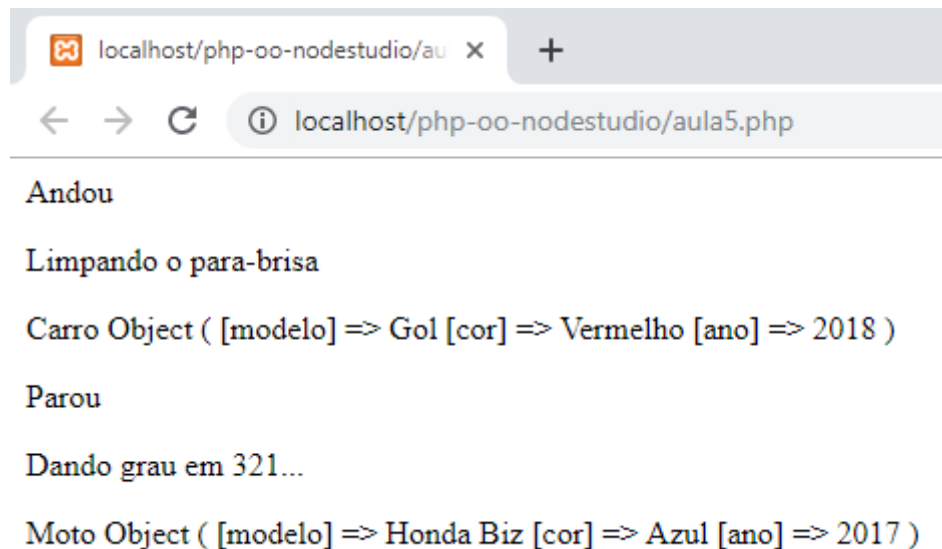 localhost/php-oo-nodestudio/au
localhost/php-oo-nodestudio/aula5.php
Andou
Limpando o para-brisa
Carro Object ( [modelo] => Gol [cor] => Vermelho [ano] => 2018 )
Parou
Dando grau em 321...
Moto Object ( [modelo] => Honda Biz [cor] => Azul [ano] => 2017 )